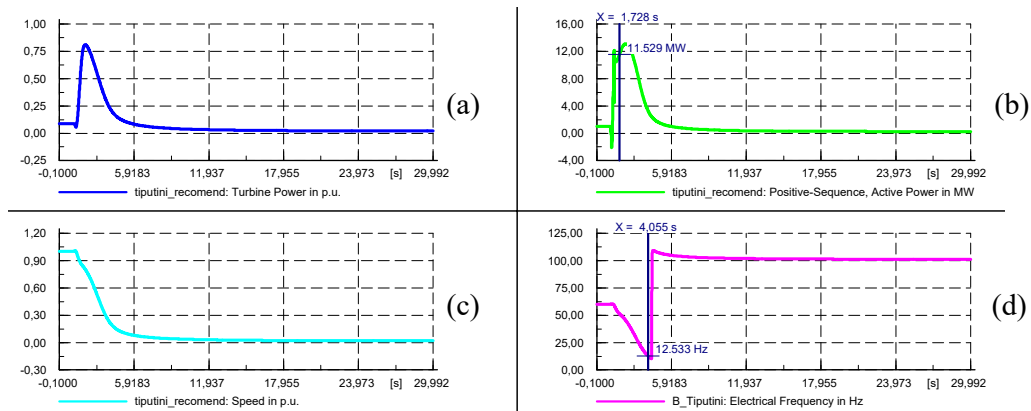 1,00
0,75
0,50
0,25
0,00
-0,25
-0,1000 5,9183 11,937 17,955 23,973 [s] 29,992
tiputini_recomend: Turbine Power in p.u.
(a)
X = 1,728 s
16,00
12,00
8,00
4,00
0,00
-4,00
11.529 MW
-0,1000 5,9183 11,937 17,955 23,973 [s] 29,992
tiputini_recomend: Positive-Sequence, Active Power in MW
(b)
1,20
0,90
0,60
0,30
0,00
-0,30
-0,1000 5,9183 11,937 17,955 23,973 [s] 29,992
tiputini_recomend: Speed in p.u.
(c)
X = 4,055 s
125,00
100,00
75,00
50,00
25,00
0,00
12.533 Hz
-0,1000 5,9183 11,937 17,955 23,973 [s] 29,992
B_Tiputini: Electrical Frequency in Hz
(d)